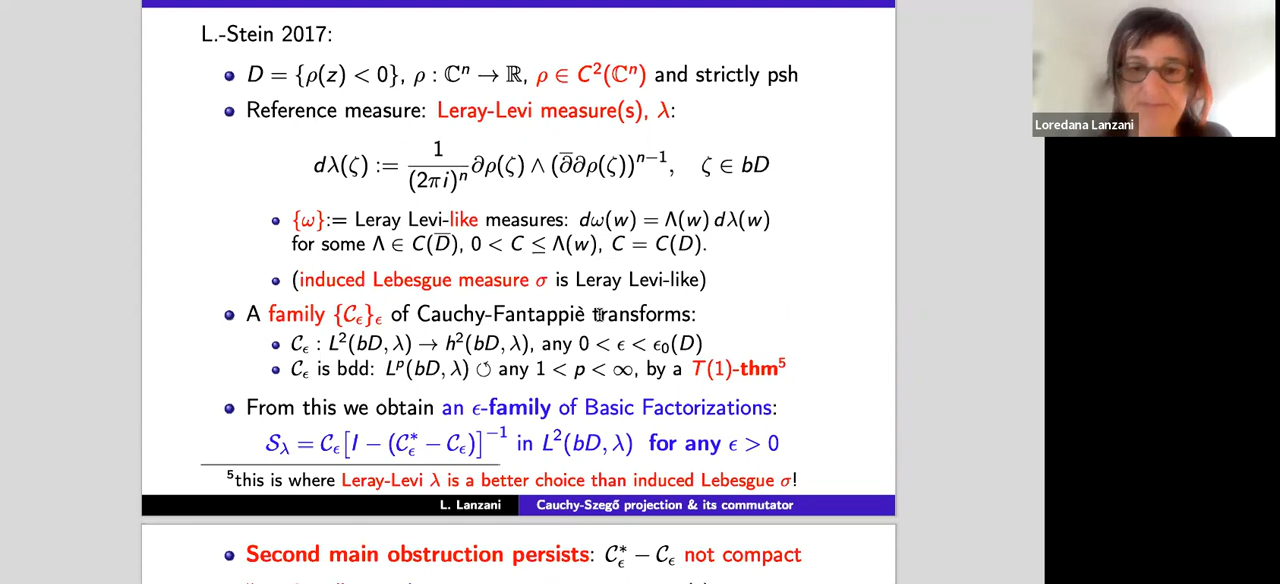 L.-Stein 2017:
D = {ρ(z) < 0}, ρ : ℂⁿ → ℝ, ρ ∈ C²(ℂⁿ) and strictly psh
Reference measure: Leray-Levi measure(s), λ:
dλ(ζ) := 1/(2πi)ⁿ ∂ρ(ζ) ∧ (∂̄∂ρ(ζ))ⁿ⁻¹, ζ ∈ bD
{ω}:= Leray Levi-like measures: dω(w) = Λ(w) dλ(w)
for some Λ ∈ C(D̅), 0 < C ≤ Λ(w), C = C(D).
(induced Lebesgue measure σ is Leray Levi-like)
A family {𝒞_ϵ}_ϵ of Cauchy-Fantappiè transforms:
𝒞_ϵ : L²(bD, λ) → h²(bD, λ), any 0 < ϵ < ϵ₀(D)
𝒞_ϵ is bdd: Lᵖ(bD, λ) ↺ any 1 < p < ∞, by a T(1)-thm⁵
From this we obtain an ϵ-family of Basic Factorizations:
𝒮_λ = 𝒞_ϵ[I − (𝒞_ϵ* − 𝒞_ϵ)]⁻¹ in L²(bD, λ) for any ϵ > 0
⁵this is where Leray-Levi λ is a better choice than induced Lebesgue σ!
L. Lanzani Cauchy-Szegő projection & its commutator
Second main obstruction persists: 𝒞_ϵ* − 𝒞_ϵ not compact
Loredana Lanzani